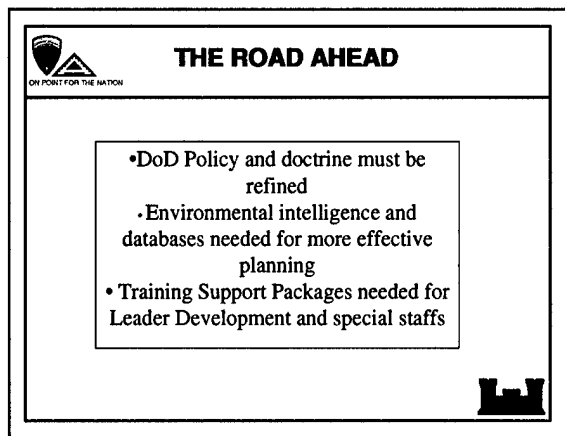 THE ROAD AHEAD
ON POINT FOR THE NATION
•DoD Policy and doctrine must be
refined
•Environmental intelligence and
databases needed for more effective
planning
• Training Support Packages needed for
Leader Development and special staffs